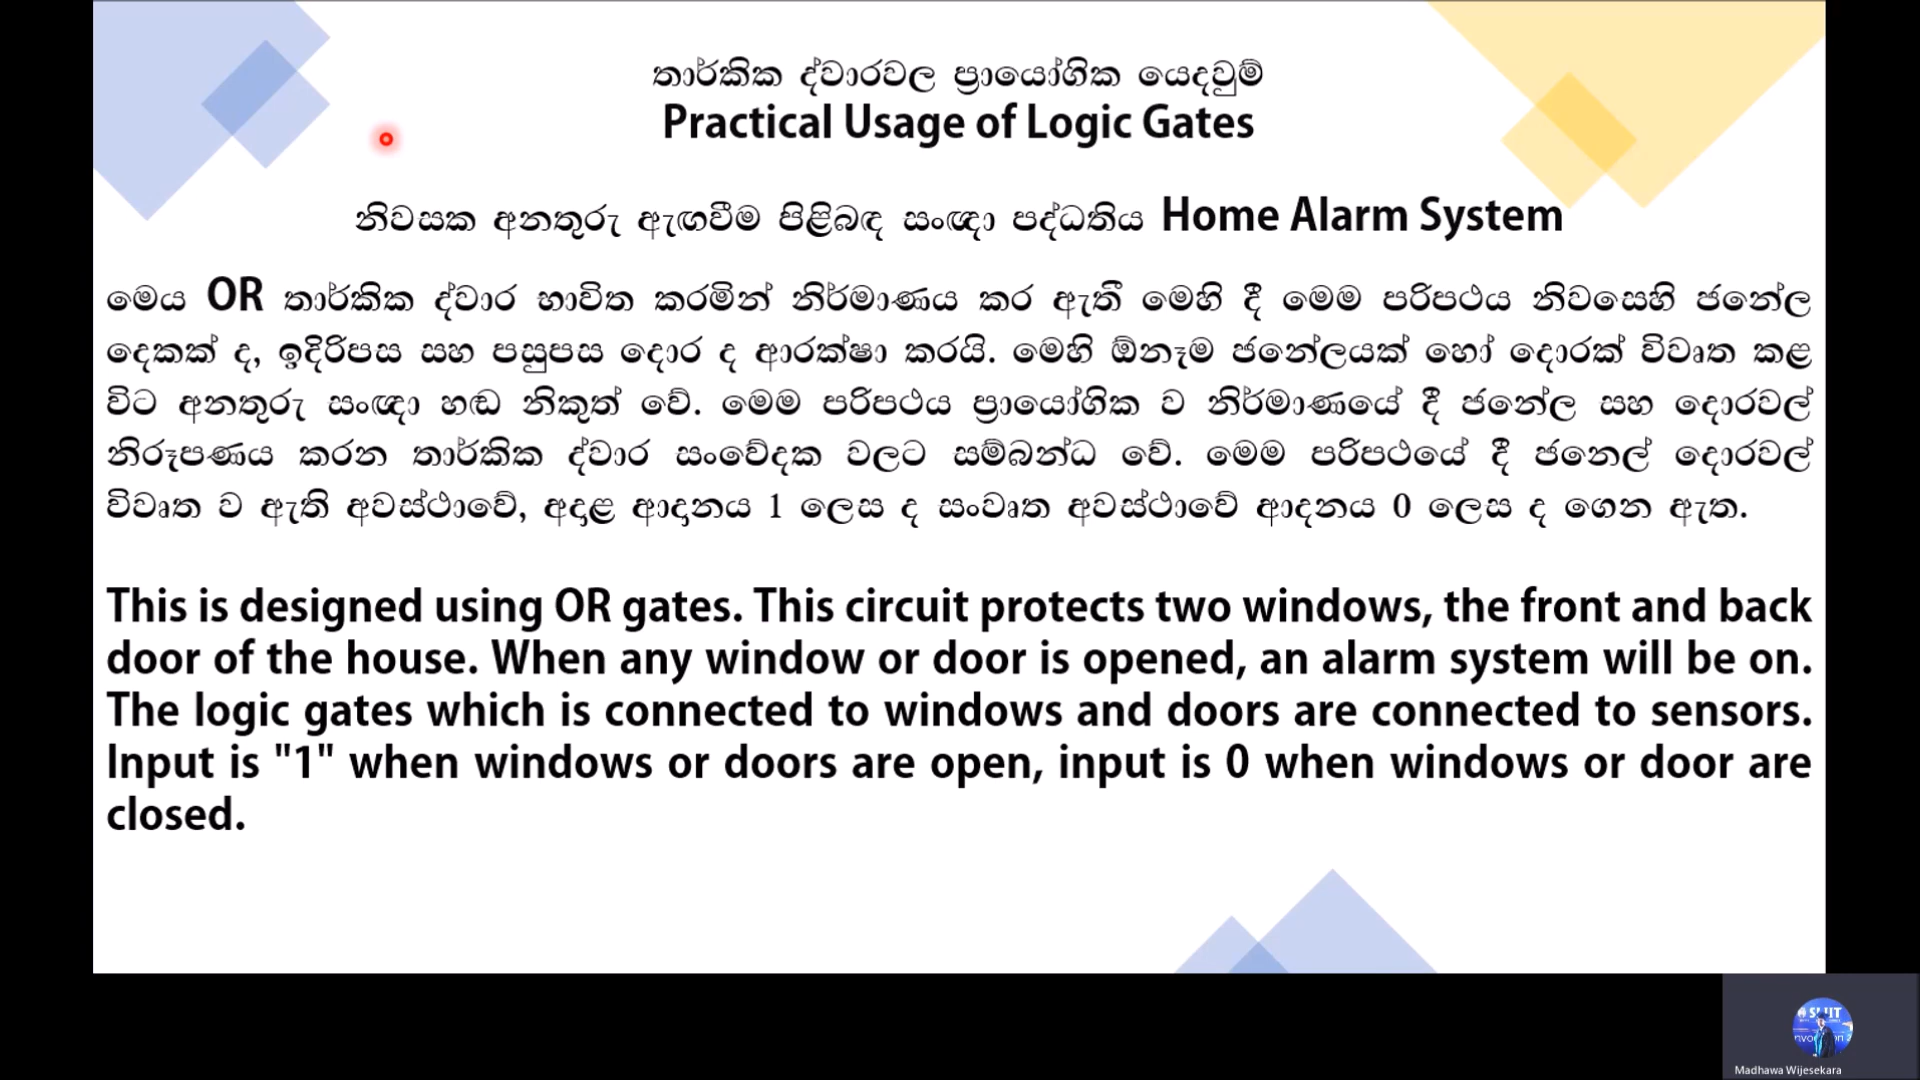 තාර්කික ද්වාරවල ප්‍රායෝගික යෙදවුම්
Practical Usage of Logic Gates
නිවසක අනතුරු ඇඟවීම පිළිබඳ සංඥා පද්ධතිය Home Alarm System
මෙය OR තාර්කික ද්වාර භාවිත කරමින් නිර්මාණය කර ඇතී මෙහි දී මෙම පරිපථය නිවසෙහි ජනේල
දෙකක් ද, ඉදිරිපස සහ පසුපස දොර ද ආරක්ෂා කරයි. මෙහි ඕනෑම ජනේලයක් හෝ දොරක් විවෘත කළ
විට අනතුරු සංඥා හඬ නිකුත් වේ. මෙම පරිපථය ප්‍රායෝගික ව නිර්මාණයේ දී ජනේල සහ දොරවල්
නිරූපණය කරන තාර්කික ද්වාර සංවේදක වලට සම්බන්ධ වේ. මෙම පරිපථයේ දී ජනෙල් දොරවල්
විවෘත ව ඇති අවස්ථාවේ, අදාළ ආදානය 1 ලෙස ද සංවෘත අවස්ථාවේ ආදනය 0 ලෙස ද ගෙන ඇත.
This is designed using OR gates. This circuit protects two windows, the front and back
door of the house. When any window or door is opened, an alarm system will be on.
The logic gates which is connected to windows and doors are connected to sensors.
Input is "1" when windows or doors are open, input is 0 when windows or door are
closed.
Madhawa Wijesekara